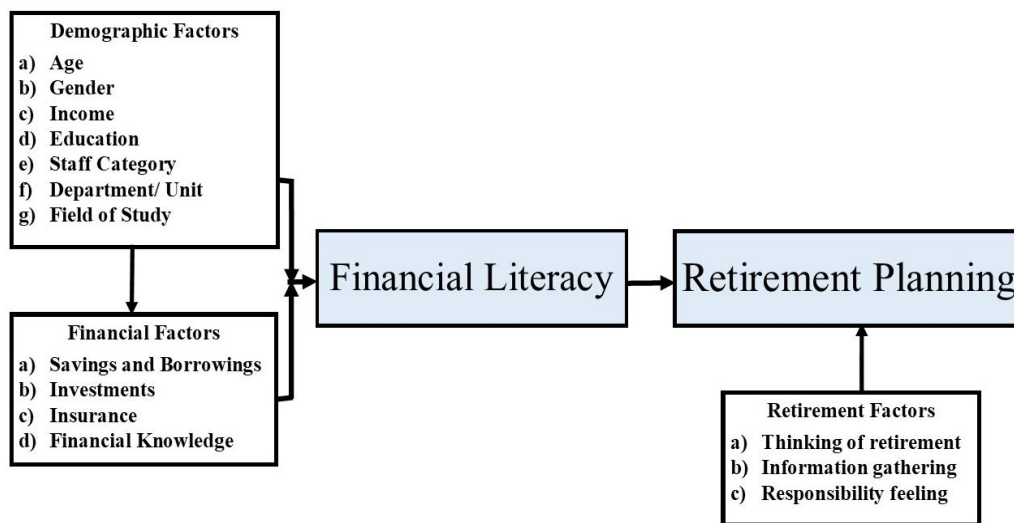 Demographic Factors
a) Age
b) Gender
c) Income
d) Education
e) Staff Category
f) Department/ Unit
g) Field of Study
Financial Literacy
Retirement Planning
Financial Factors
a) Savings and Borrowings
b) Investments
c) Insurance
d) Financial Knowledge
Retirement Factors
a) Thinking of retirement
b) Information gathering
c) Responsibility feeling